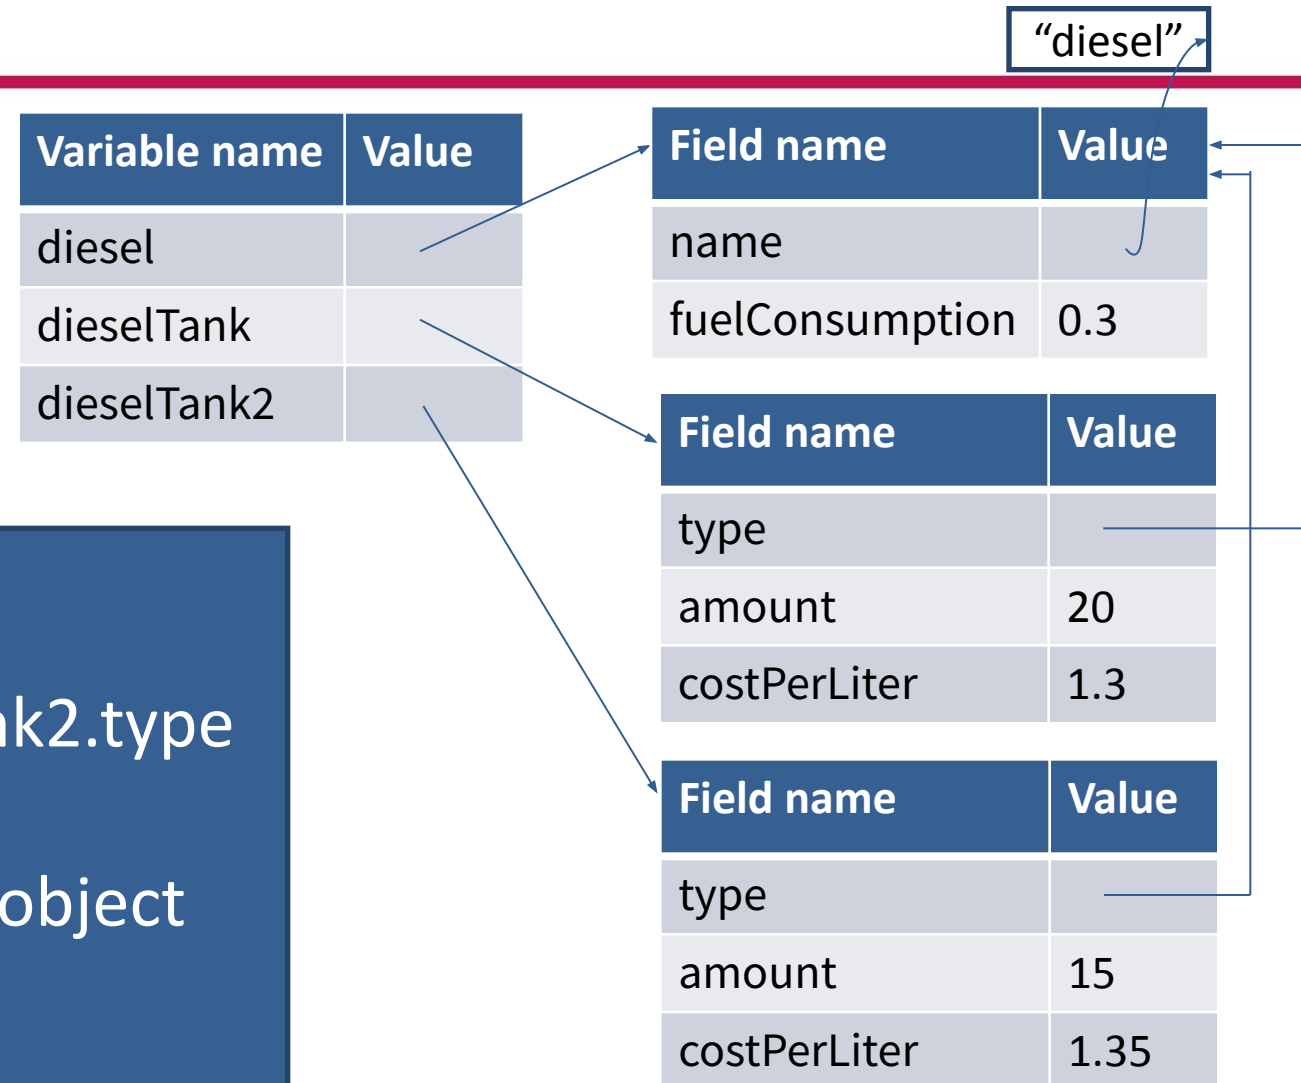 “diesel”
Variable name Value
diesel
dieselTank
dieselTank2
Field name Value
name
fuelConsumption 0.3
Field name Value
type
amount 20
costPerLiter 1.3
Field name Value
type
amount 15
costPerLiter 1.35
k2.type
object